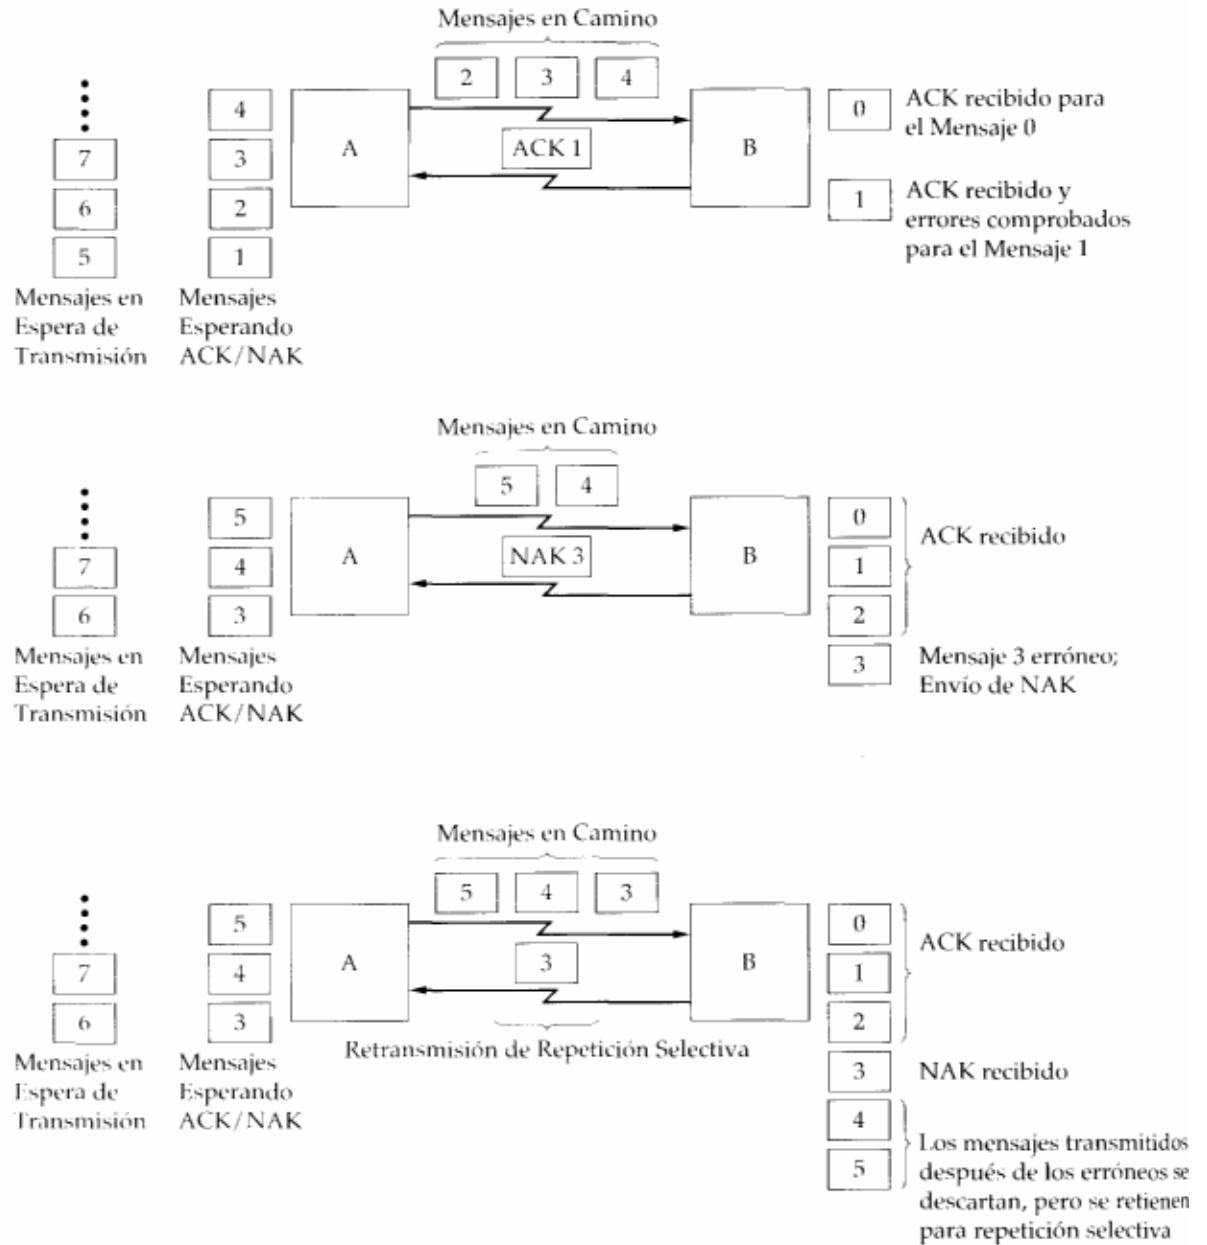 Mensajes en Camino
2 3 4
4
A
B
0
ACK recibido para
el Mensaje 0
7
3
ACK 1
6
2
1
ACK recibido y
errores comprobados
para el Mensaje 1
5
1
Mensajes en
Espera de
Transmisión
Mensajes
Esperando
ACK/NAK
Mensajes en Camino
5 4
5
A
B
0
ACK recibido
7
4
NAK 3
1
6
3
2
3
Mensaje 3 erróneo;
Envío de NAK
Mensajes en
Espera de
Transmisión
Mensajes
Esperando
ACK/NAK
Mensajes en Camino
5 4 3
5
A
B
0
ACK recibido
7
4
3
1
6
3
2
Retransmisión de Repetición Selectiva
Mensajes en
Espera de
Transmisión
Mensajes
Esperando
ACK/NAK
3
NAK recibido
4
5
Los mensajes transmitidos
después de los erróneos se
descartan, pero se retienen
para repetición selectiva